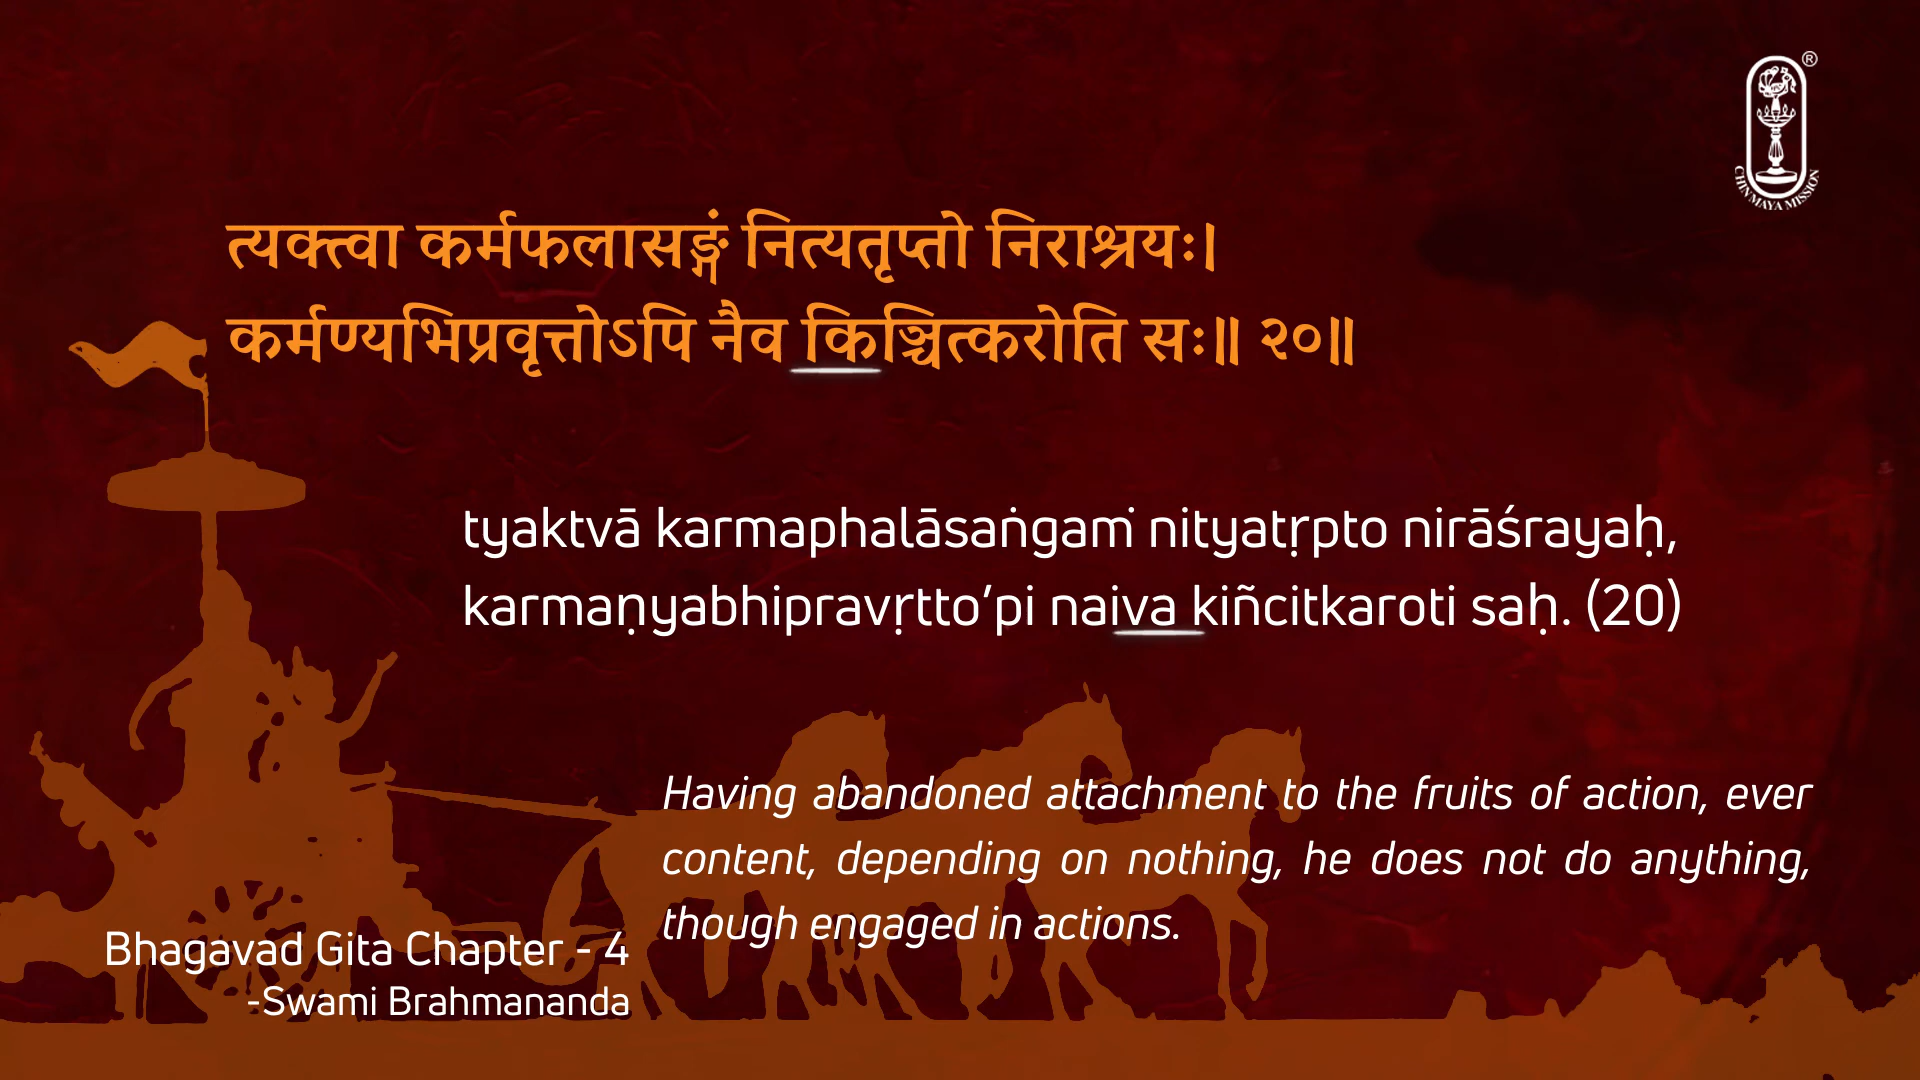 ®
CHINMAYA MISSION
त्यक्त्वा कर्मफलासङ्गं नित्यतृप्तो निराश्रयः।
कर्मण्यभिप्रवृत्तोऽपि नैव किञ्चित्करोति सः॥ २०॥
tyaktvā karmaphalāsaṅgaṁ nityatṛpto nirāśrayaḥ,
karmaṇyabhipravṛtto’pi naiva kiñcitkaroti saḥ. (20)
Having abandoned attachment to the fruits of action, ever
content, depending on nothing, he does not do anything,
though engaged in actions.
Bhagavad Gita Chapter - 4
-Swami Brahmananda